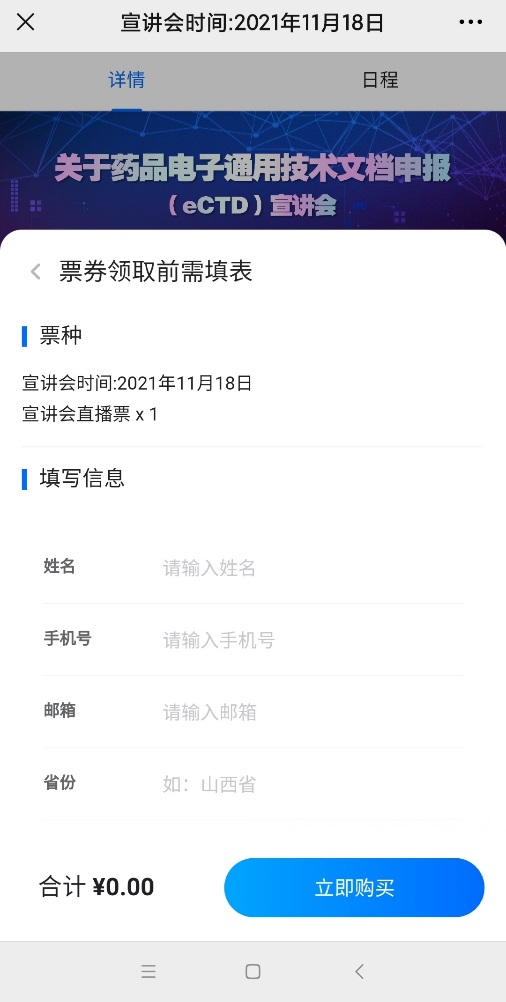 宣讲会时间:2021年11月18日
详情
日程
关于药品电子通用技术文档申报
（eCTD）宣讲会
票券领取前需填表
票种
宣讲会时间:2021年11月18日
宣讲会直播票 x 1
填写信息
姓名 请输入姓名
手机号 请输入手机号
邮箱 请输入邮箱
省份 如：山西省
合计 ¥0.00 立即购买